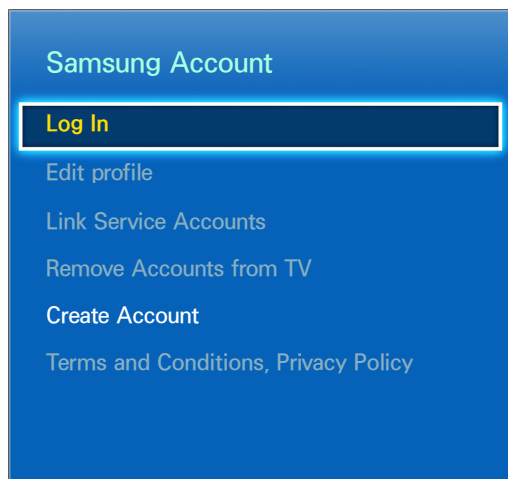 Samsung Account
Log In
Edit profile
Link Service Accounts
Remove Accounts from TV
Create Account
Terms and Conditions, Privacy Policy